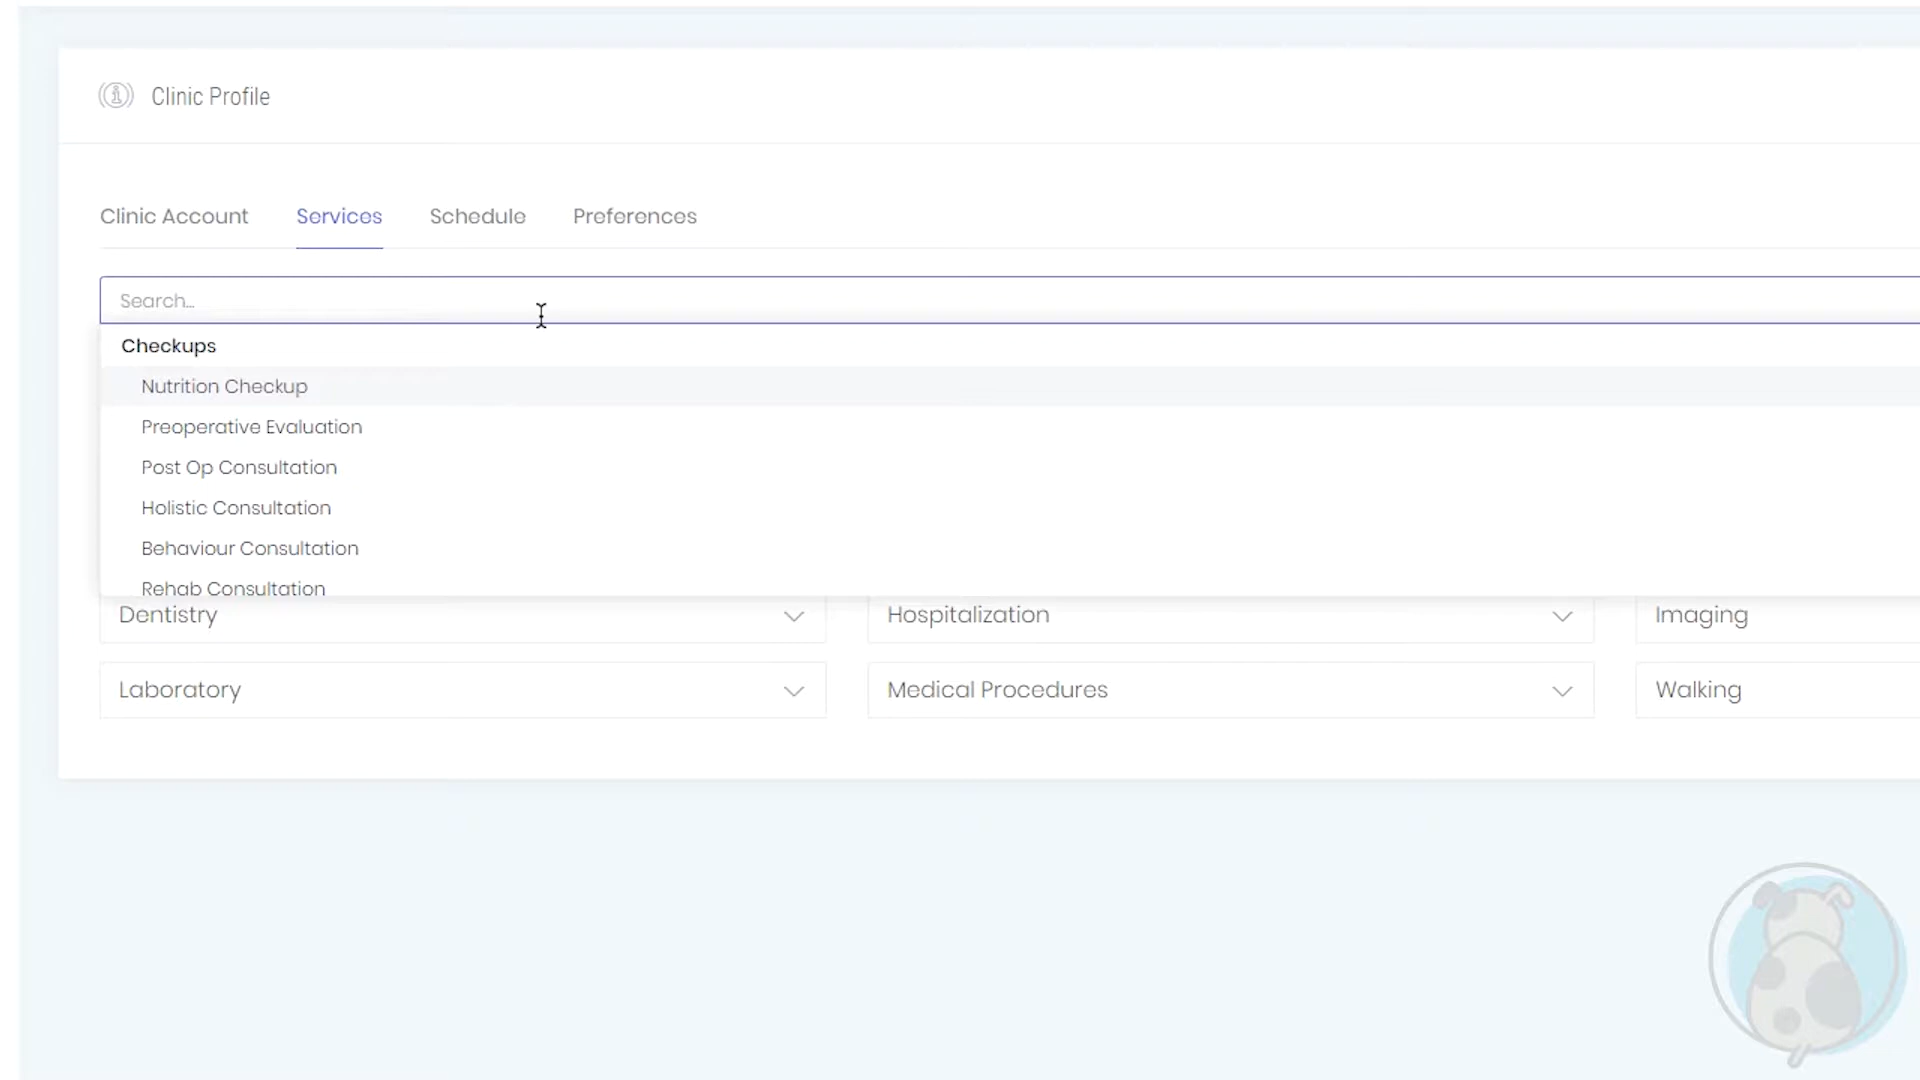 Clinic Profile
Clinic Account Services Schedule Preferences
Search...
Checkups
Nutrition Checkup
Preoperative Evaluation
Post Op Consultation
Holistic Consultation
Behaviour Consultation
Rehab Consultation
Dentistry Hospitalization Imaging
Laboratory Medical Procedures Walking